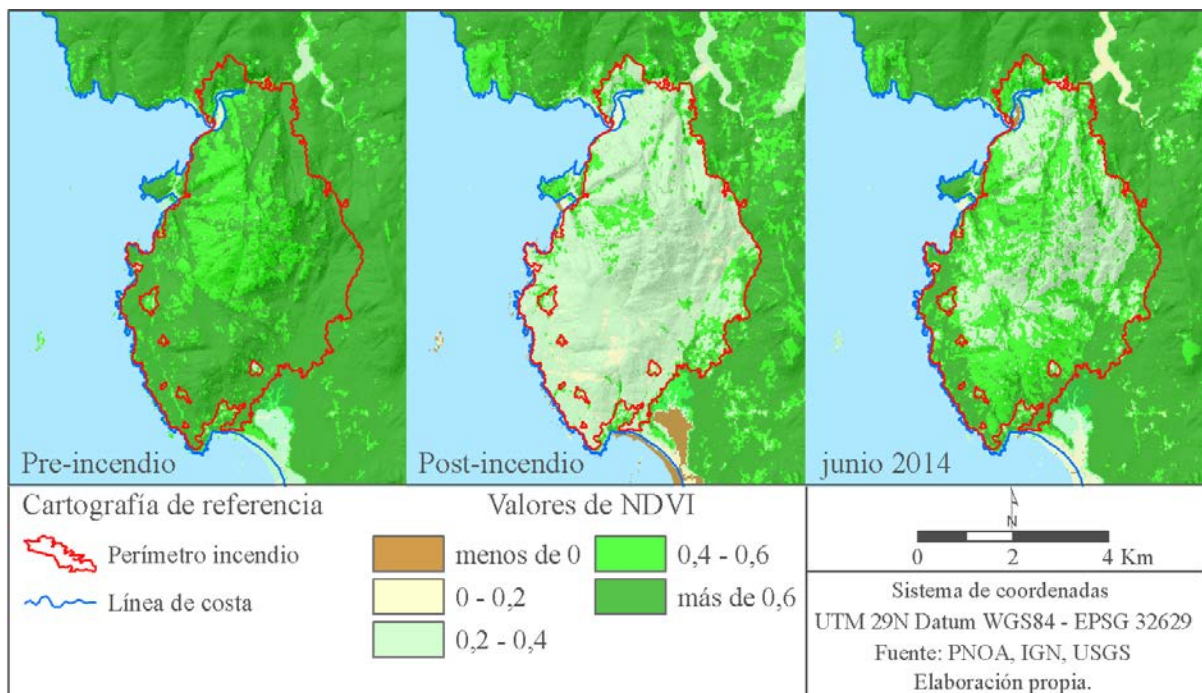 Pre-incendio
Post-incendio
junio 2014
Cartografía de referencia
Perímetro incendio
Línea de costa
Valores de NDVI
menos de 0
0 - 0,2
0,2 - 0,4
0,4 - 0,6
más de 0,6
N
0 2 4 Km
Sistema de coordenadas
UTM 29N Datum WGS84 - EPSG 32629
Fuente: PNOA, IGN, USGS
Elaboración propia.